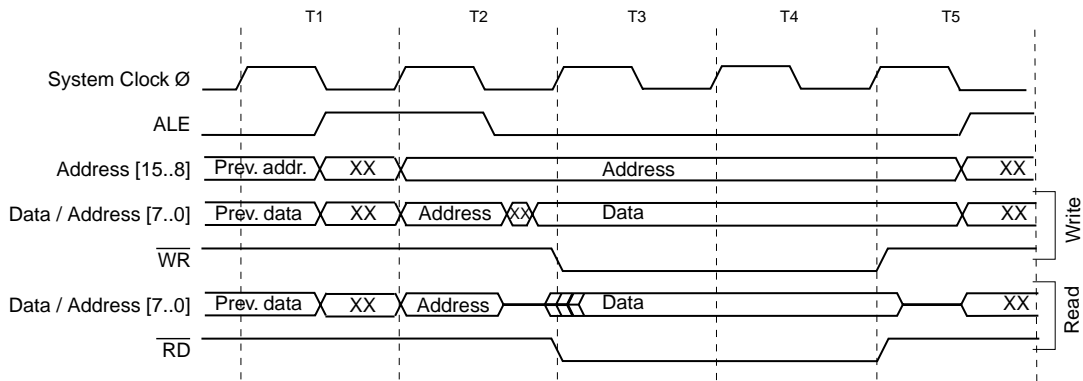 T1 T2 T3 T4 T5
System Clock Ø
ALE
Address [15..8] Prev. addr. XX Address XX
Data / Address [7..0] Prev. data XX Address XX Data XX
WR
Write
Data / Address [7..0] Prev. data XX Address Data XX
RD
Read